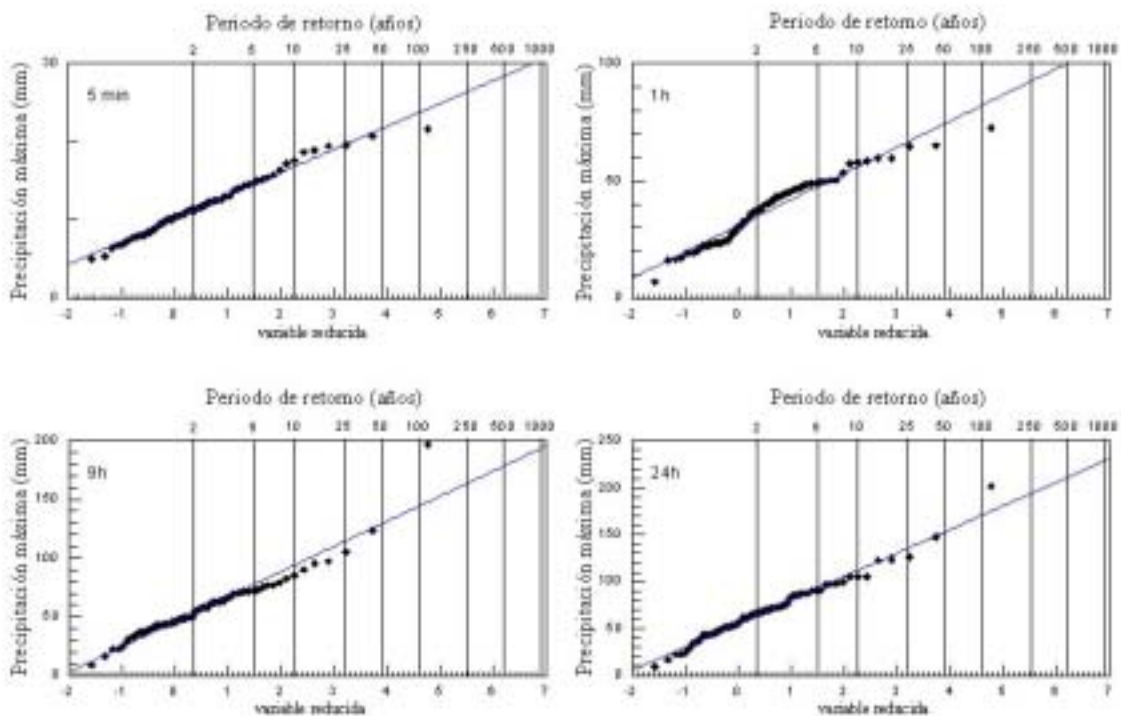 Periodo de retorno (años)
2 5 10 25 50 100 250 500 1000
30
5 min
Precipitación máxima (mm)
0
-2 -1 0 1 2 3 4 5 6 7
variable reducida
Periodo de retorno (años)
2 5 10 25 50 100 250 500 1000
100
1h
Precipitación máxima (mm)
50
0
-2 -1 0 1 2 3 4 5 6 7
variable reducida
Periodo de retorno (años)
2 5 10 25 50 100 250 500 1000
200
9h
150
Precipitación máxima (mm)
100
50
0
-2 -1 0 1 2 3 4 5 6 7
variable reducida
Periodo de retorno (años)
2 5 10 25 50 100 250 500 1000
250
24h
200
Precipitación máxima (mm)
150
100
50
0
-2 -1 0 1 2 3 4 5 6 7
variable reducida